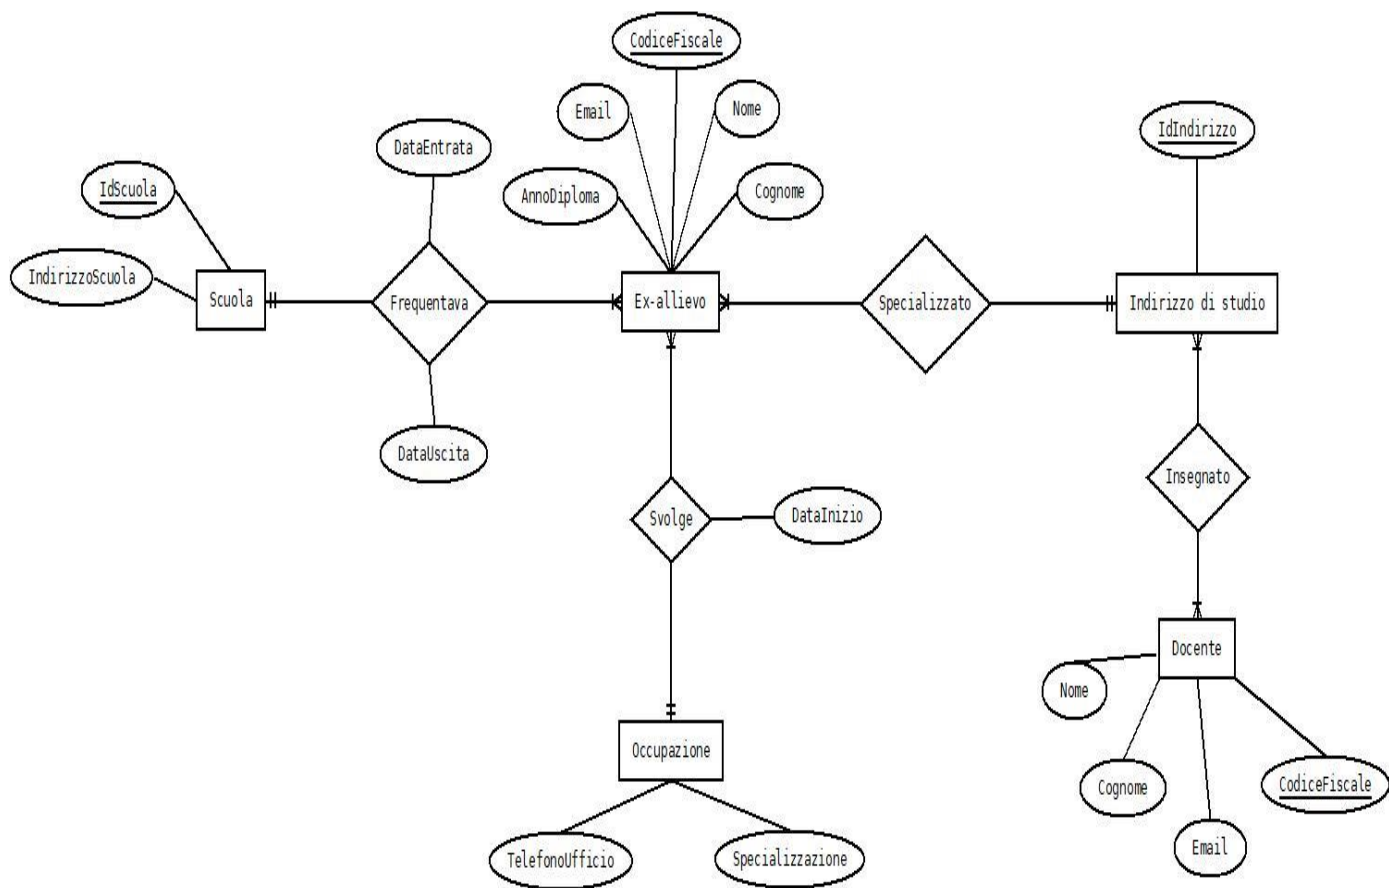 CodiceFiscale
Email
Nome
IdIndirizzo
DataEntrata
IdScuola
AnnoDiploma
Cognome
IndirizzoScuola
Scuola
Frequentava
Ex-allievo
Specializzato
Indirizzo di studio
DataUscita
Insegnato
Svolge
DataInizio
Docente
Nome
Occupazione
Cognome
CodiceFiscale
Email
TelefonoUfficio
Specializzazione